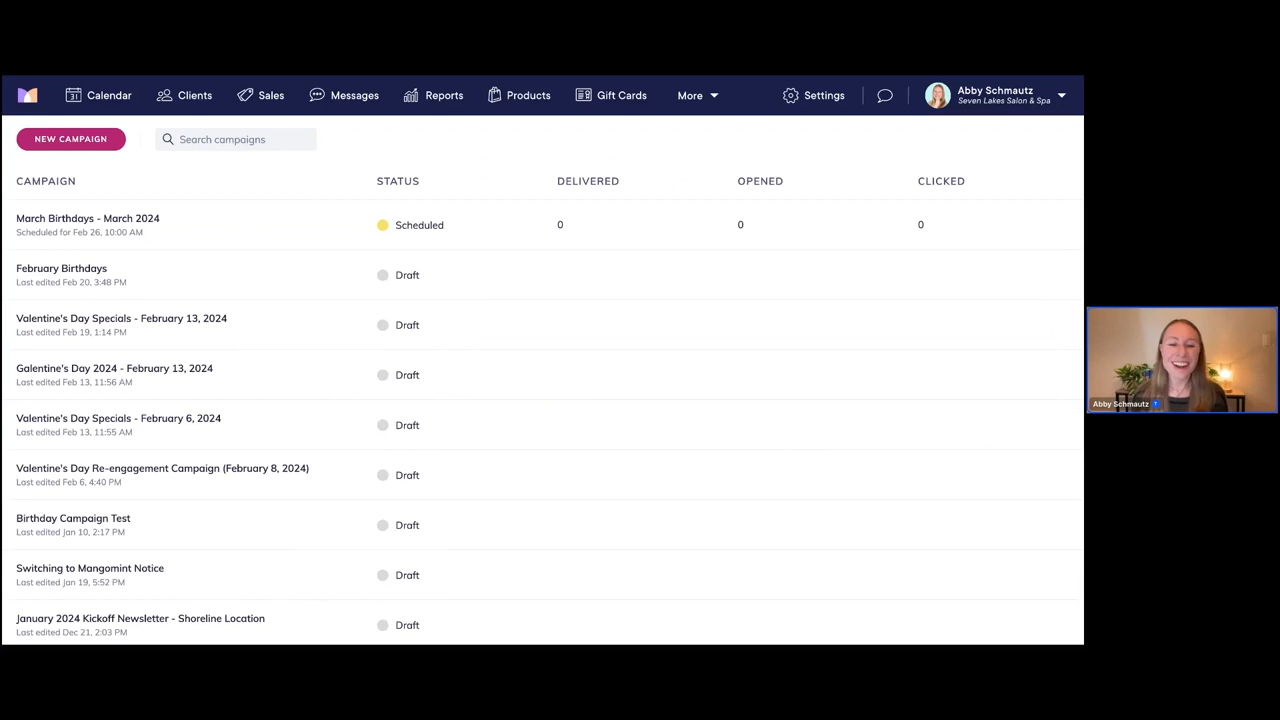 Calendar
Clients
Sales
Messages
Reports
Products
Gift Cards
More
Settings
Abby Schmautz
Seven Lakes Salon & Spa
NEW CAMPAIGN
Search campaigns
CAMPAIGN
STATUS
DELIVERED
OPENED
CLICKED
March Birthdays - March 2024
Scheduled for Feb 26, 10:00 AM
Scheduled
0
0
0
February Birthdays
Last edited Feb 20, 3:48 PM
Draft
Valentine's Day Specials - February 13, 2024
Last edited Feb 19, 1:14 PM
Draft
Galentine's Day 2024 - February 13, 2024
Last edited Feb 13, 11:56 AM
Draft
Valentine's Day Specials - February 6, 2024
Last edited Feb 13, 11:55 AM
Draft
Valentine's Day Re-engagement Campaign (February 8, 2024)
Last edited Feb 6, 4:40 PM
Draft
Birthday Campaign Test
Last edited Jan 10, 2:17 PM
Draft
Switching to Mangomint Notice
Last edited Jan 19, 5:52 PM
Draft
January 2024 Kickoff Newsletter - Shoreline Location
Last edited Dec 21, 2:03 PM
Draft
Abby Schmautz